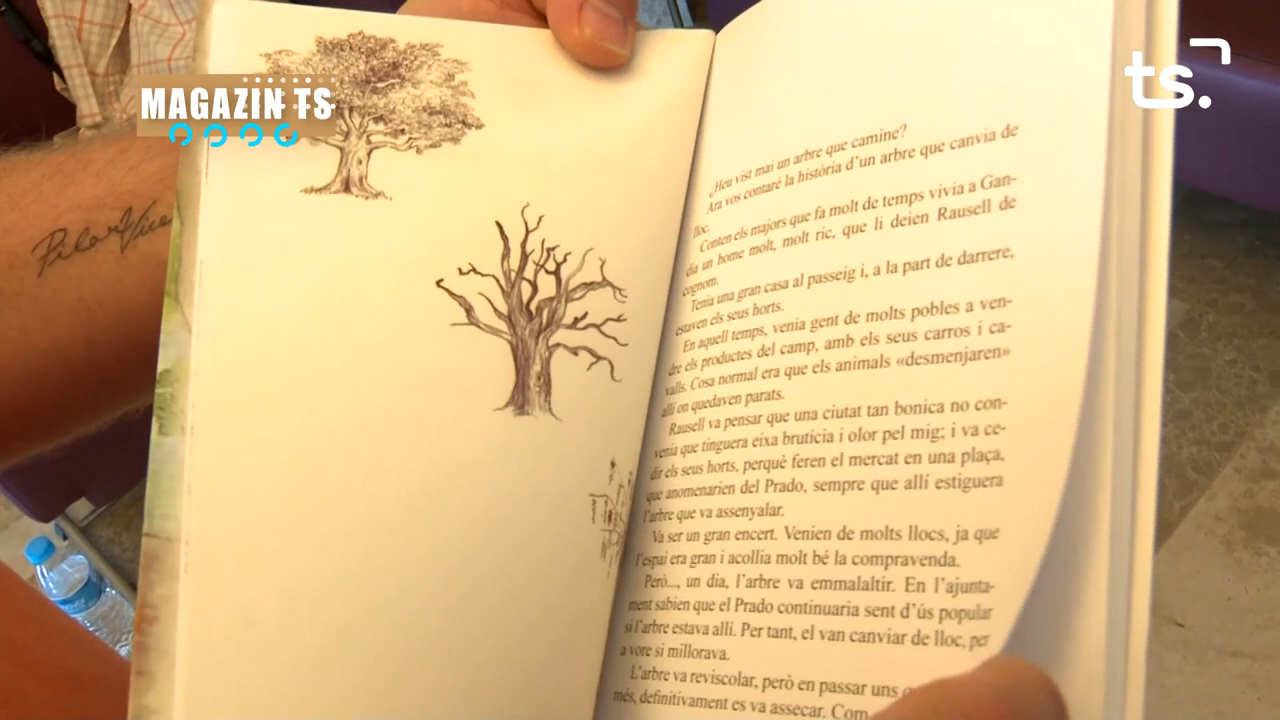 MAGAZÍN TS
ts.
Pilar
¿Heu vist mai un arbre que camine?
Ara vos contaré la història d'un arbre que canvia de
lloc.
Conten els majors que fa molt de temps vivia a Gan-
dia un home molt, molt ric, que li deien Rausell de
cognom.
Tenia una gran casa al passeig i, a la part de darrere,
estaven els seus horts.
En aquell temps, venia gent de molts pobles a ven-
dre els productes del camp, amb els seus carros i ca-
valls. Cosa normal era que els animals «desmenjaren»
allí on quedaven parats.
Rausell va pensar que una ciutat tan bonica no con-
venia que tinguera eixa brutícia i olor pel mig; i va ce-
dir els seus horts, perquè feren el mercat en una plaça,
que anomenarien del Prado, sempre que allí estiguera
l'arbre que va assenyalar.
Va ser un gran encert. Venien de molts llocs, ja que
l'espai era gran i acollia molt bé la compravenda.
Però..., un dia, l'arbre va emmalaltir. En l'ajunta-
ment sabien que el Prado continuaria sent d'ús popular
si l'arbre estava allí. Per tant, el van canviar de lloc, per
a vore si millorava.
L'arbre va reviscolar, però en passar uns
més, definitivament es va assecar. Com